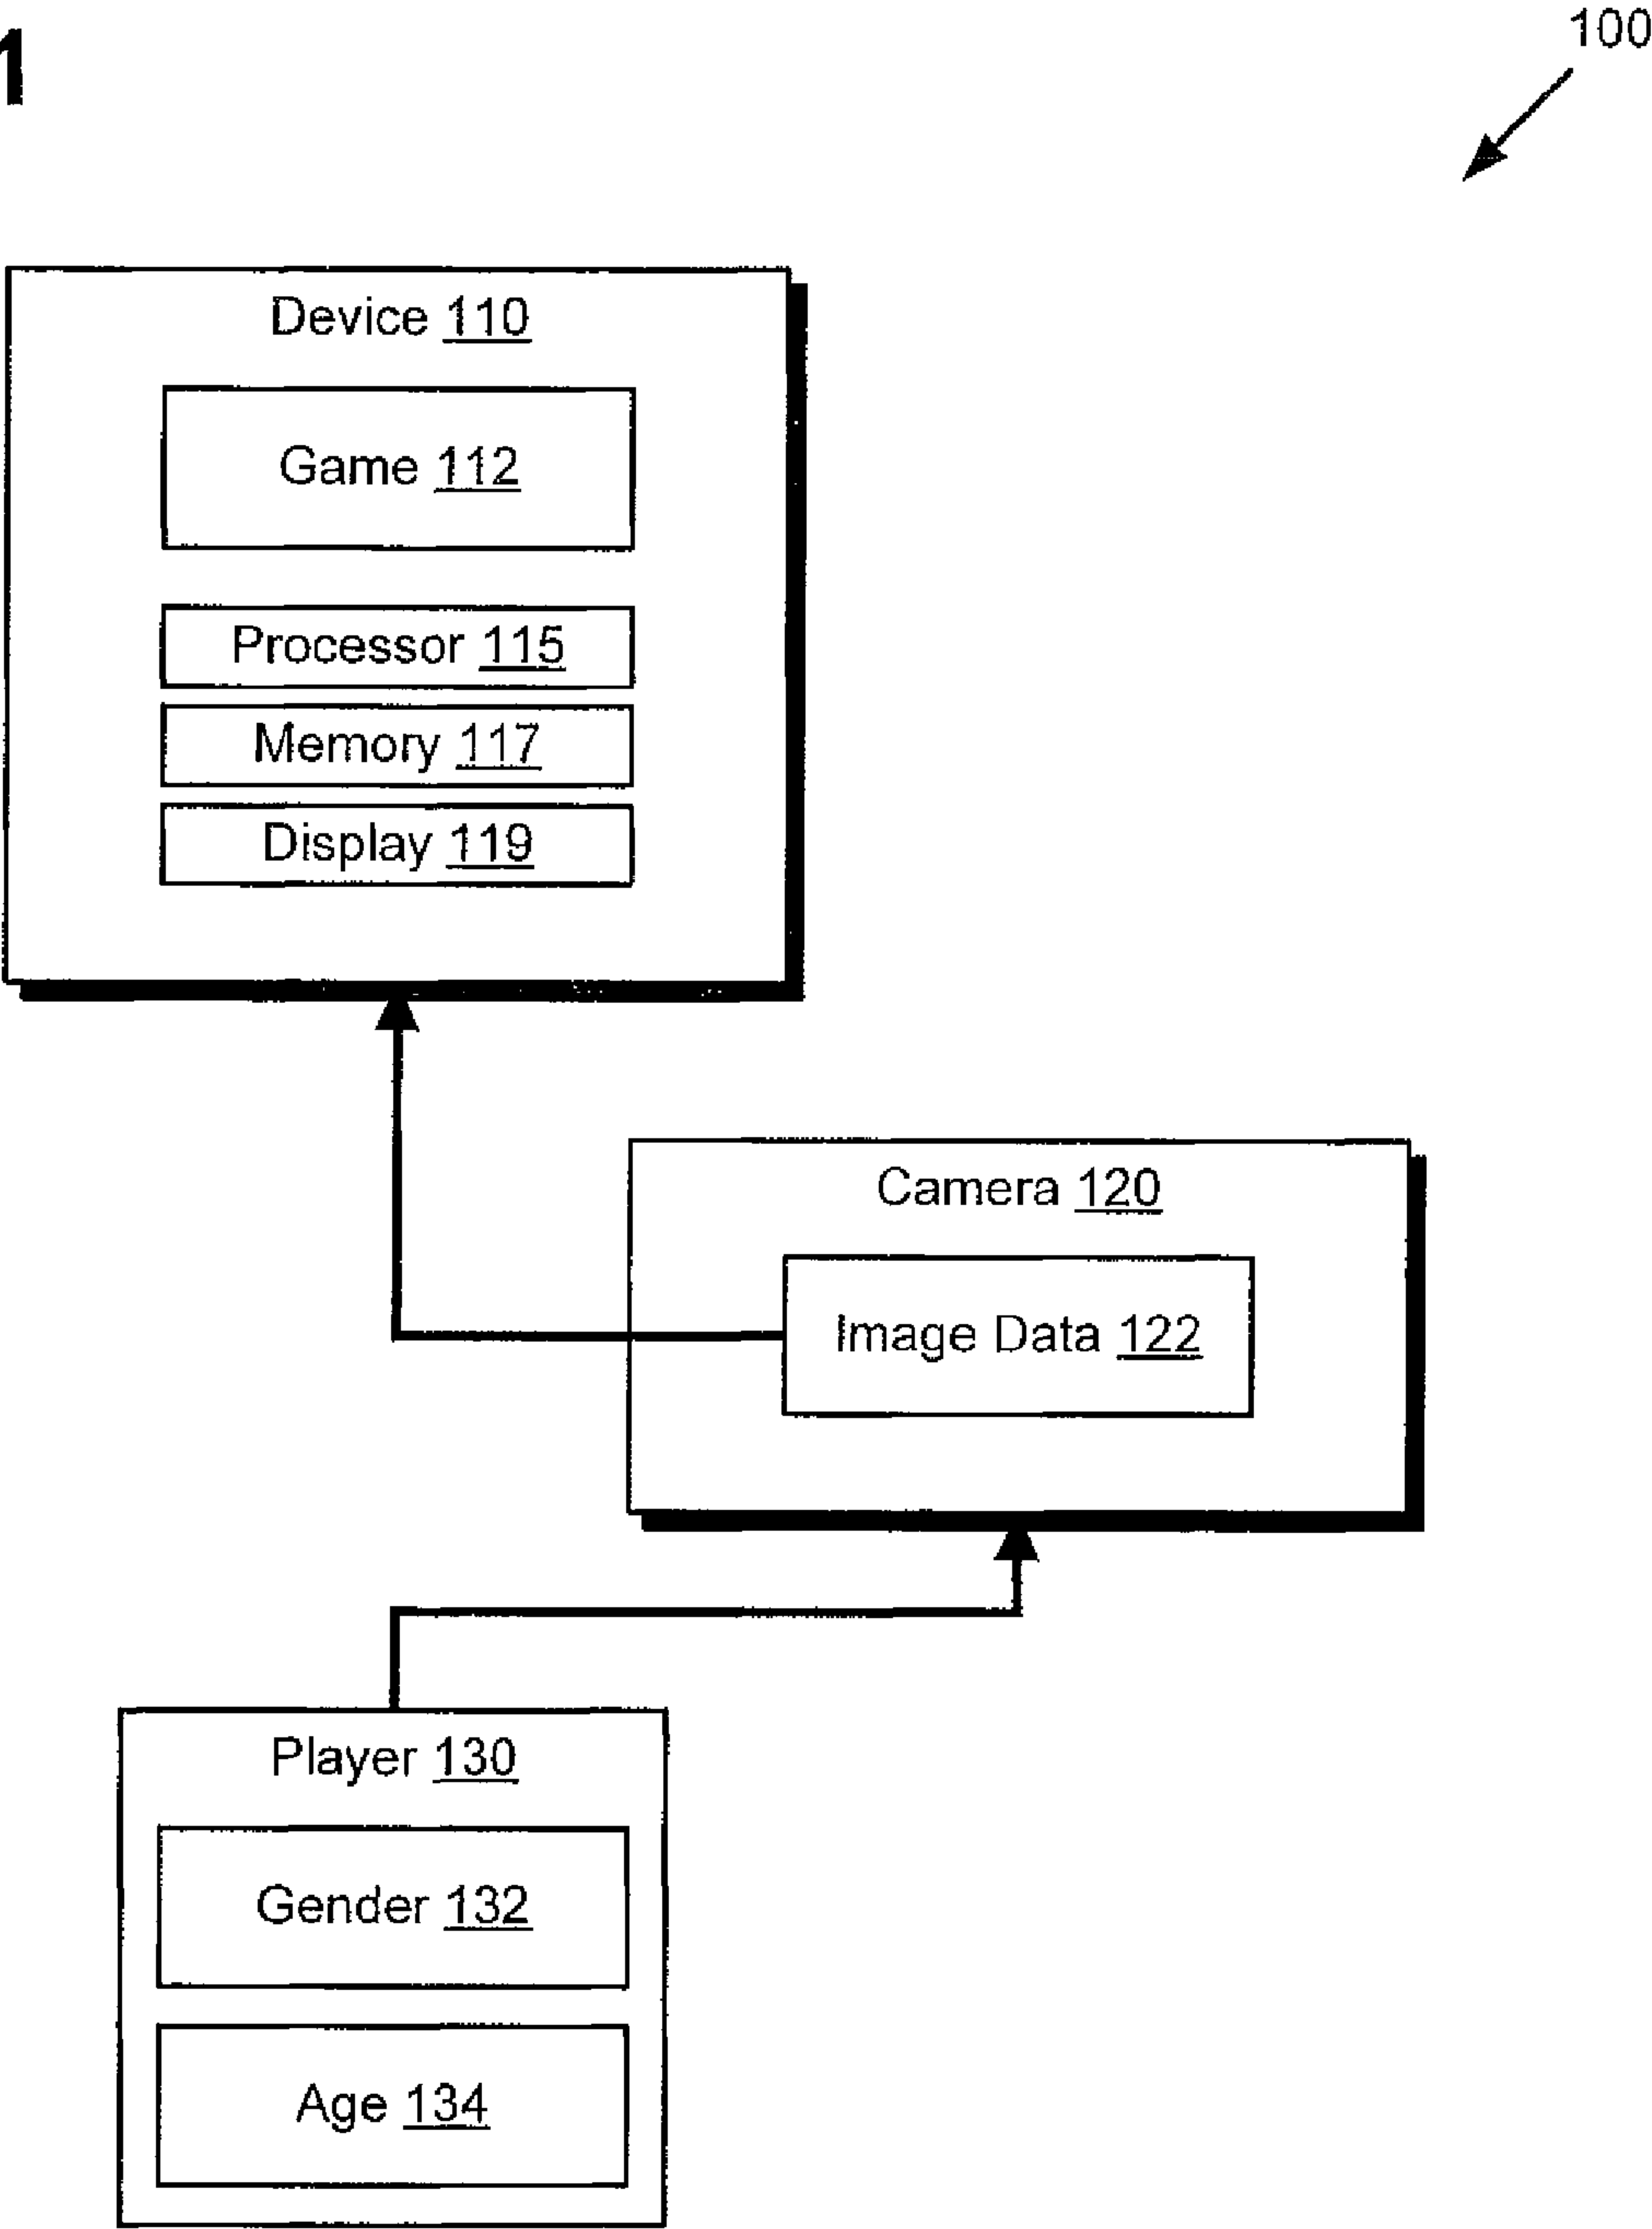 1
100
Device 110
Game 112
Processor 115
Memory 117
Display 119
Camera 120
Image Data 122
Player 130
Gender 132
Age 134